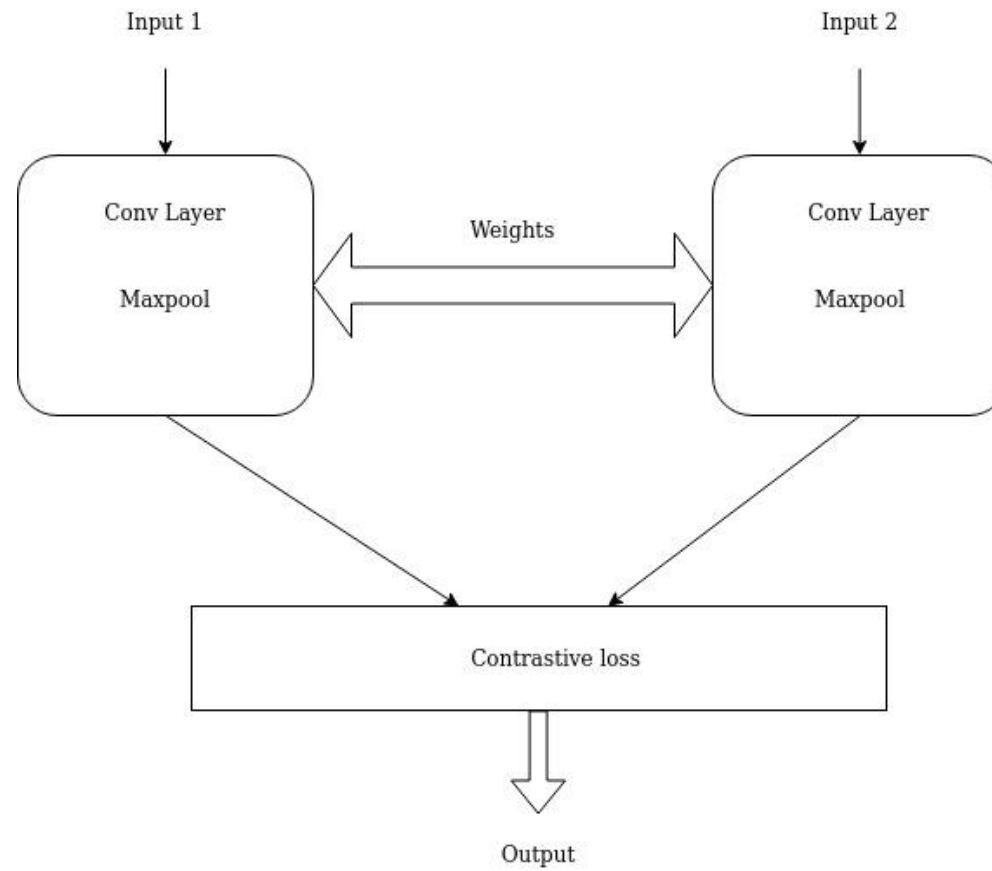 Input 1
Input 2
Conv Layer
Maxpool
Weights
Conv Layer
Maxpool
Contrastive loss
Output